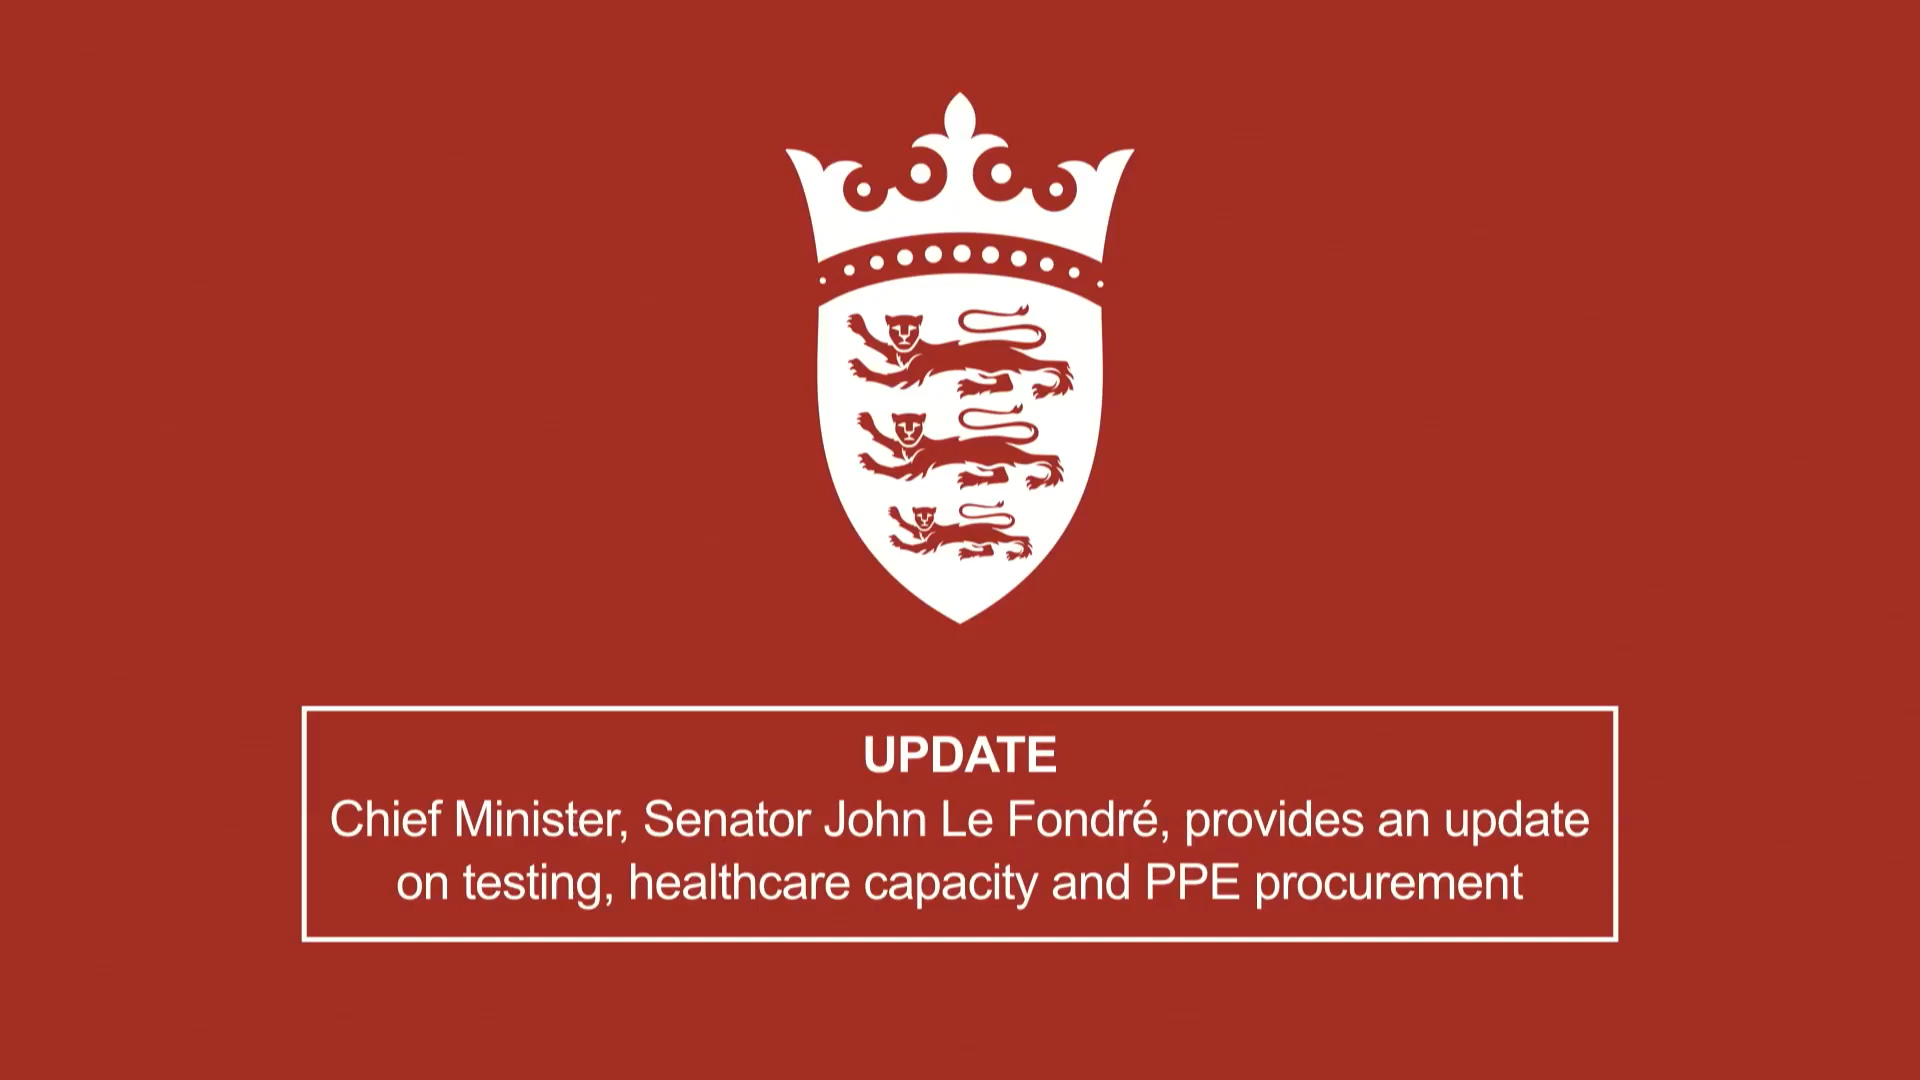 UPDATE
Chief Minister, Senator John Le Fondré, provides an update
on testing, healthcare capacity and PPE procurement